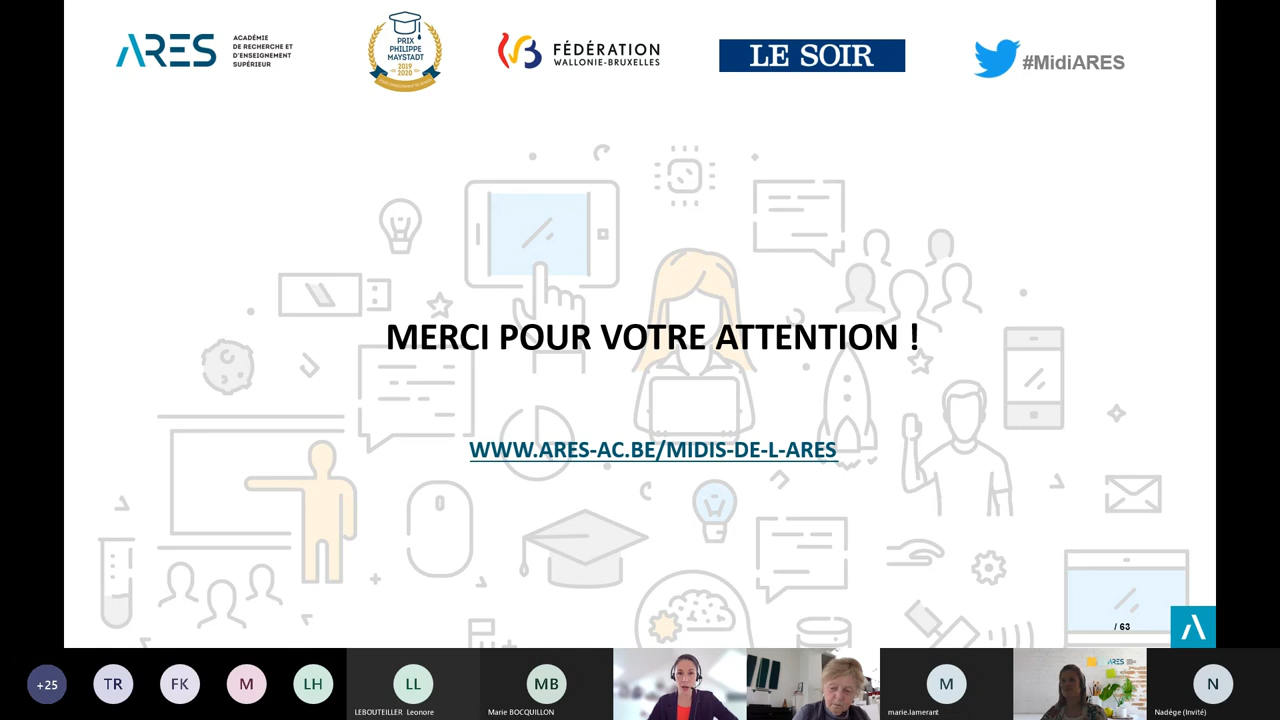 ARES
ACADÉMIE
DE RECHERCHE ET
D'ENSEIGNEMENT
SUPÉRIEUR
PRIX
PHILIPPE
MAYSTADT
2019
2020
FÉDÉRATION
WALLONIE-BRUXELLES
LE SOIR
#MidiARES
MERCI POUR VOTRE ATTENTION !
WWW.ARES-AC.BE/MIDIS-DE-L-ARES
/ 63
+25
TR
FK
M
LH
LL
LEBOUTEILLER Leonore
MB
Marie BOCQUILLON
M
marie.lamerant
ARES
N
Nadège (Invité)